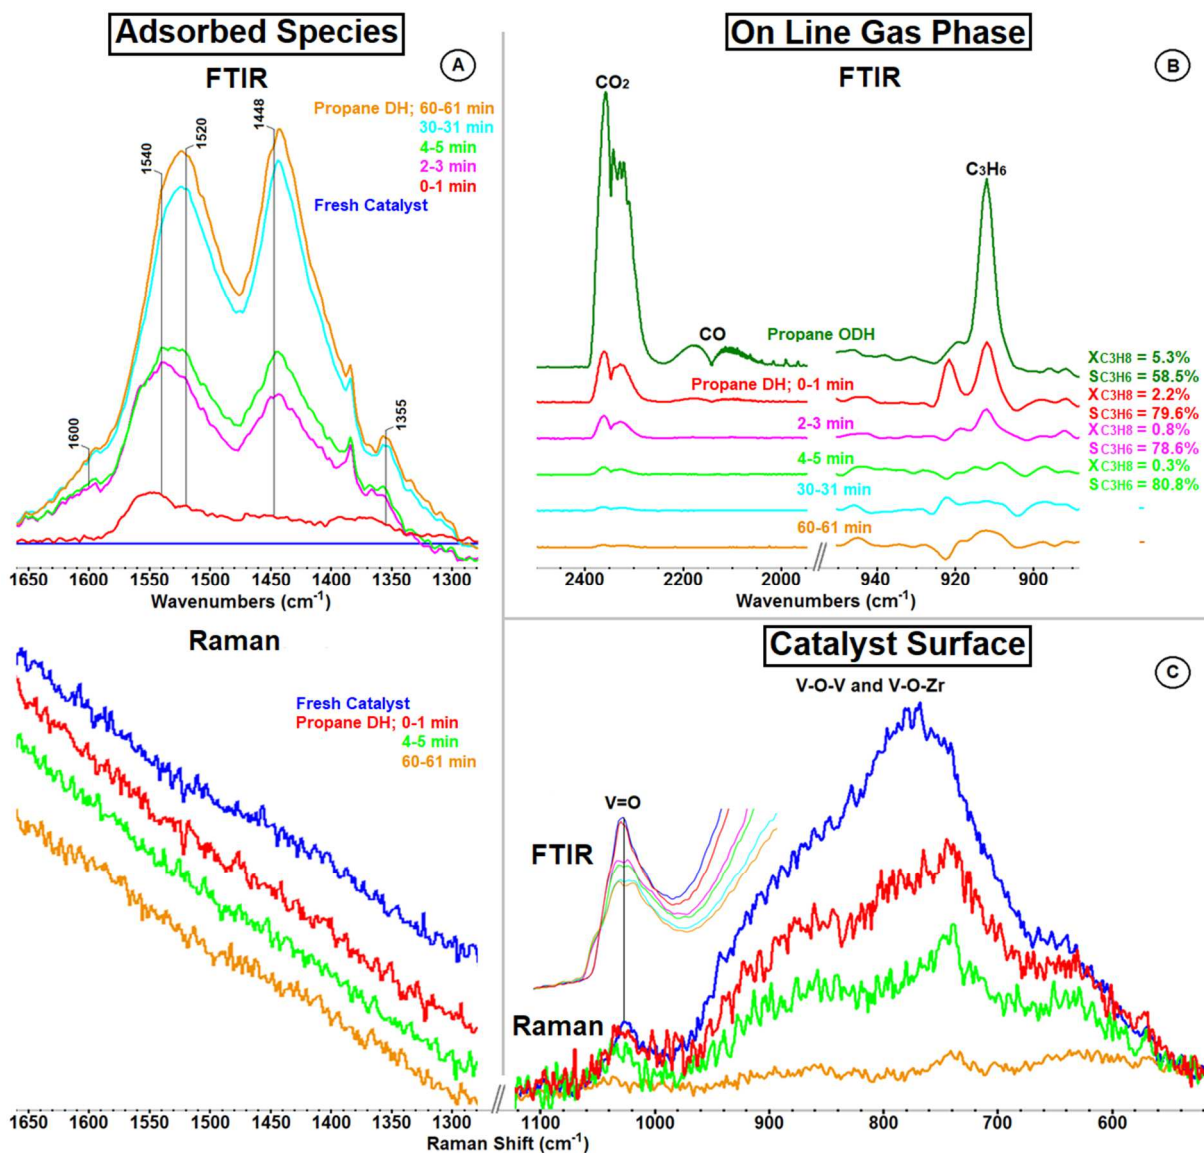 Adsorbed Species
A
FTIR
Propane DH; 60-61 min
30-31 min
4-5 min
2-3 min
0-1 min
Fresh Catalyst
1540
1520
1448
1600
1355
1650 1600 1550 1500 1450 1400 1350 1300
Wavenumbers (cm-1)
On Line Gas Phase
B
FTIR
CO2
C3H6
CO
Propane ODH
XC3H8 = 5.3%
SC3H6 = 58.5%
Propane DH; 0-1 min
XC3H8 = 2.2%
SC3H6 = 79.6%
2-3 min
XC3H8 = 0.8%
SC3H6 = 78.6%
4-5 min
XC3H8 = 0.3%
SC3H6 = 80.8%
30-31 min
-
60-61 min
-
2400 2200 2000 // 940 920 900
Wavenumbers (cm-1)
Raman
Fresh Catalyst
Propane DH; 0-1 min
4-5 min
60-61 min
1650 1600 1550 1500 1450 1400 1350 1300
Catalyst Surface
C
V-O-V and V-O-Zr
V=O
FTIR
Raman
// 1100 1000 900 800 700 600
Raman Shift (cm-1)